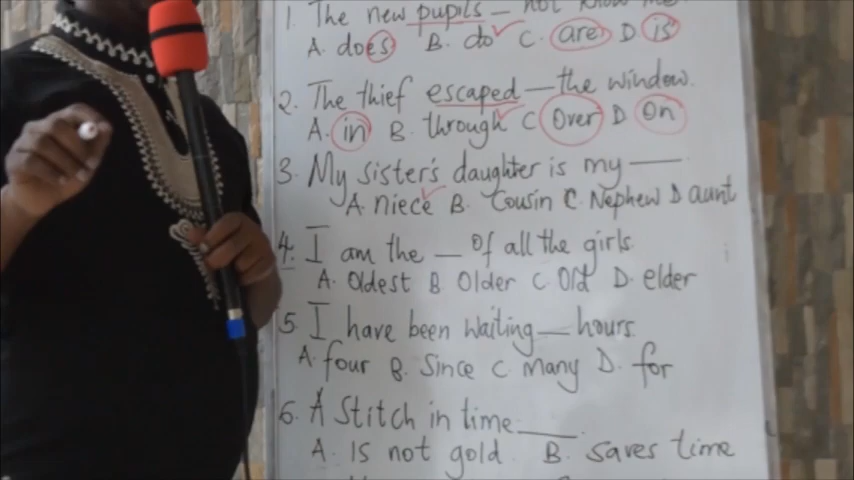 1. The new pupils _ not know me
A. does B. do C. are D is
2. The thief escaped _ the window.
A. in B. through C Over D On
3. My sister's daughter is my _
A. niece B. Cousin C. Nephew D aunt
4. I am the _ of all the girls
A. Oldest B Older C Old D. elder
5. I have been waiting _ hours
A. four B. Since C many D. for
6. A Stitch in time _
A. Is not gold. B. saves time